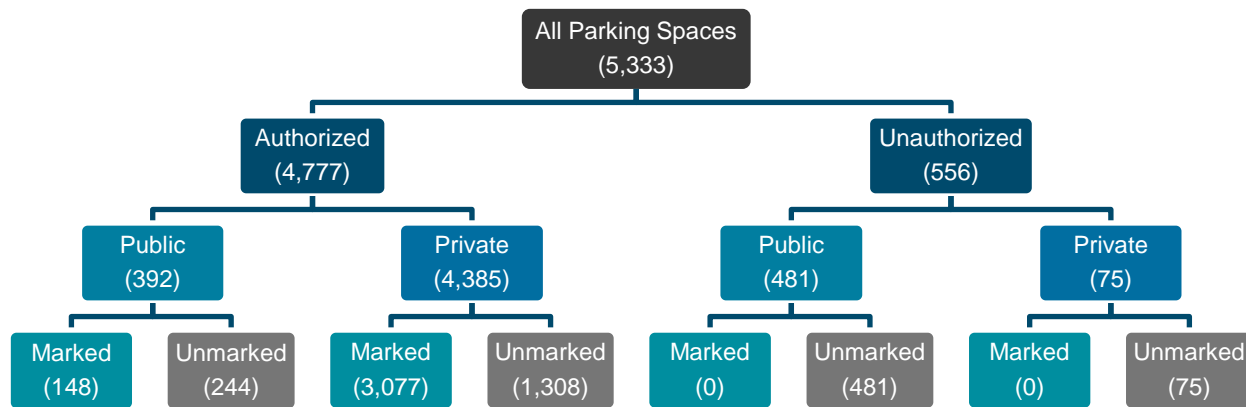 All Parking Spaces
(5,333)
Authorized
(4,777)
Unauthorized
(556)
Public
(392)
Private
(4,385)
Public
(481)
Private
(75)
Marked
(148)
Unmarked
(244)
Marked
(3,077)
Unmarked
(1,308)
Marked
(0)
Unmarked
(481)
Marked
(0)
Unmarked
(75)